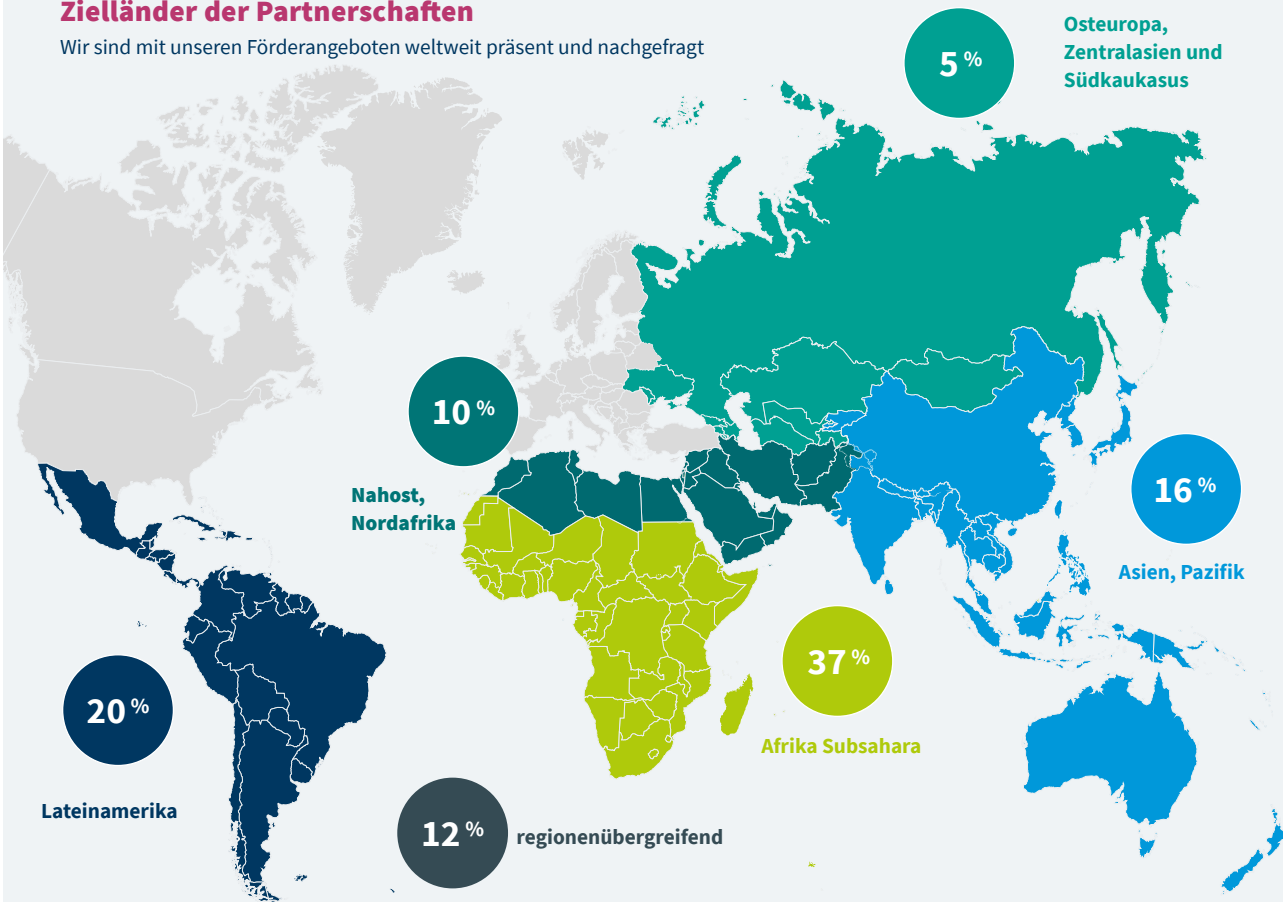 Zielländer der Partnerschaften
Wir sind mit unseren Förderangeboten weltweit präsent und nachgefragt
5 %
Osteuropa,
Zentralasien und
Südkaukasus
10 %
Nahost,
Nordafrika
16 %
Asien, Pazifik
37 %
Afrika Subsahara
20 %
Lateinamerika
12 %
regionenübergreifend